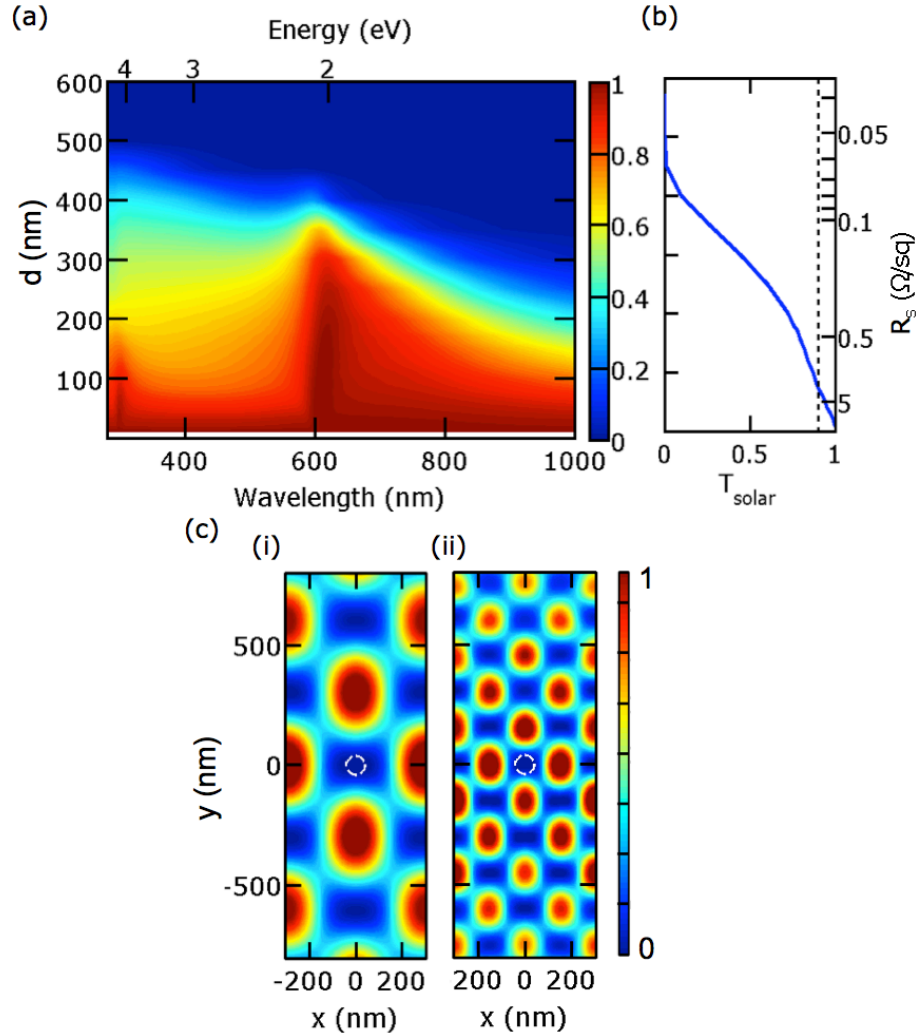 (a)
Energy (eV)
4 3 2
600
500
400
300
200
100
d (nm)
400 600 800 1000
Wavelength (nm)
1
0.8
0.6
0.4
0.2
0
(b)
0.05
0.1
0.5
5
Rs (Ω/sq)
0 0.5 1
Tsolar
(c)
(i) (ii)
500
0
-500
y (nm)
-200 0 200
x (nm)
200 0 200
x (nm)
1
0